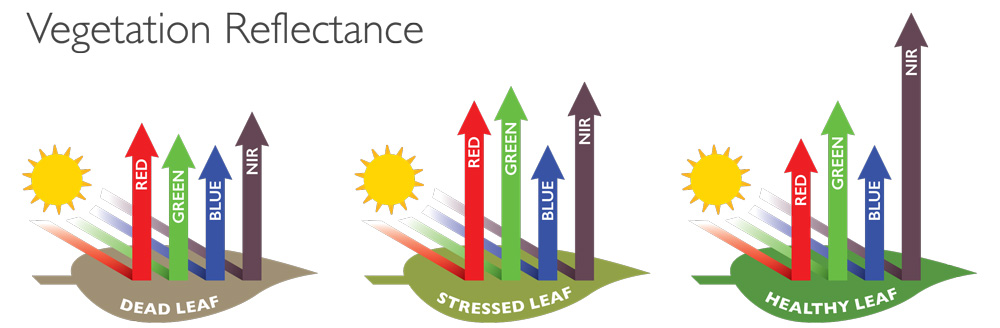 Vegetation Reflectance
RED
GREEN
BLUE
NIR
DEAD LEAF
RED
GREEN
BLUE
NIR
STRESSED LEAF
RED
GREEN
BLUE
NIR
HEALTHY LEAF